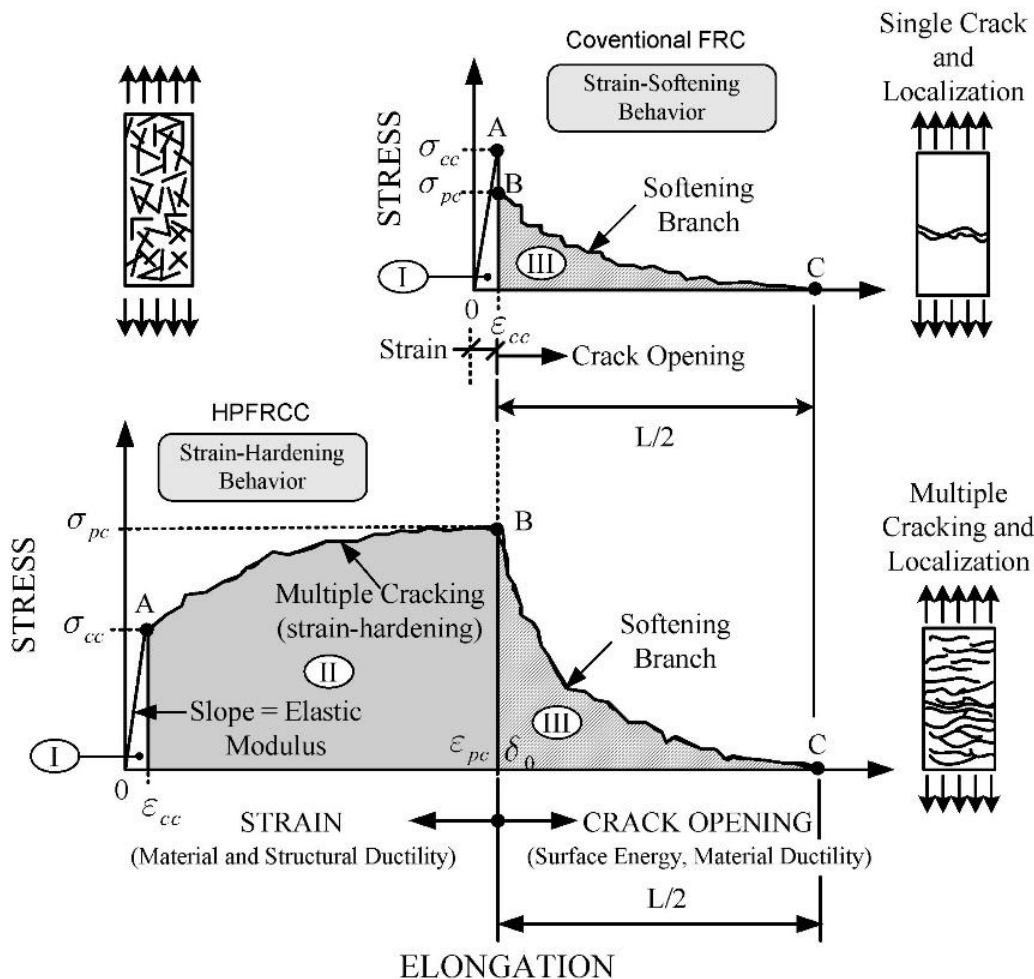 Coventional FRC
Strain-Softening
Behavior
Single Crack
and
Localization
STRESS
A
σcc
σpc
B
Softening
Branch
I
III
C
0
εcc
Strain
Crack Opening
L/2
HPFRCC
Strain-Hardening
Behavior
STRESS
σpc
B
Multiple
Cracking and
Localization
A
σcc
Multiple Cracking
(strain-hardening)
Softening
Branch
II
Slope = Elastic
Modulus
I
III
εpc δ0
C
0
εcc
STRAIN
CRACK OPENING
(Material and Structural Ductility)
(Surface Energy, Material Ductility)
L/2
ELONGATION